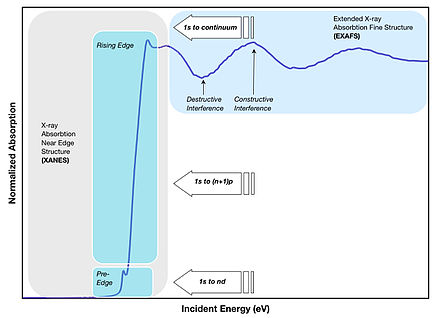 1s to continuum
Extended X-ray
Absorbtion Fine Structure
(EXAFS)
Rising Edge
Destructive
Interference
Constructive
Interference
X-ray
Absorbtion
Near Edge
Structure
(XANES)
1s to (n+1)p
Pre-
Edge
1s to nd
Normalized Absorption
Incident Energy (eV)